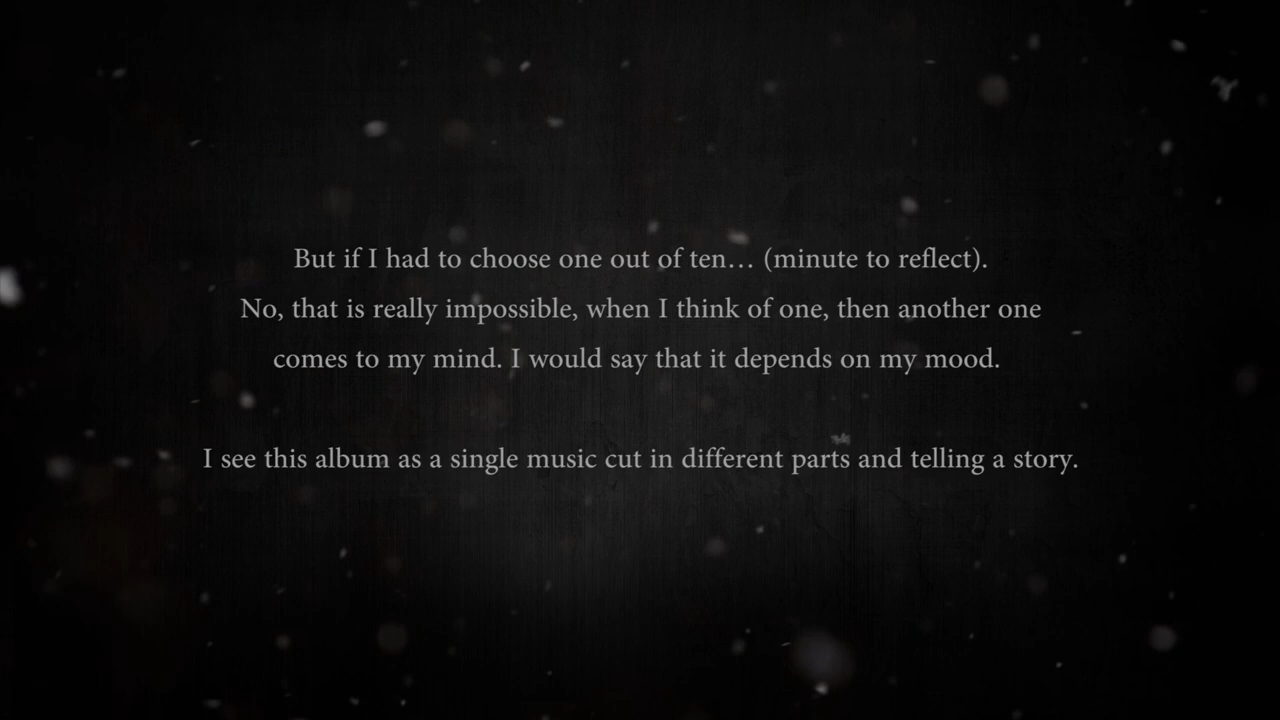 But if I had to choose one out of ten… (minute to reflect).
No, that is really impossible, when I think of one, then another one
comes to my mind. I would say that it depends on my mood.
I see this album as a single music cut in different parts and telling a story.